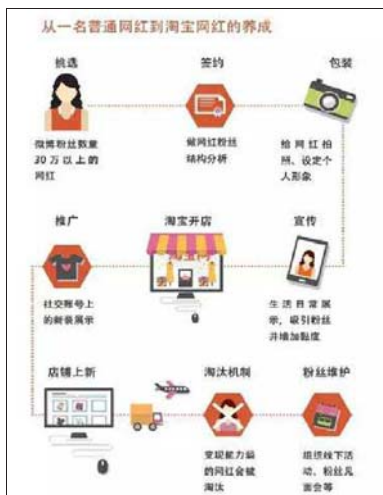 从一名普通网红到淘宝网红的养成
挑选
签约
包装
微博粉丝数量
30万以上的
网红
做网红粉丝
结构分析
给网红拍
照、设定个
人形象
推广
淘宝开店
宣传
社交账号上
的新装展示
生活日常展
示，吸引粉丝
并增加黏度
店铺上新
淘汰机制
粉丝维护
变现能力弱
的网红会被
淘汰
组织线下活
动、粉丝见
面会等